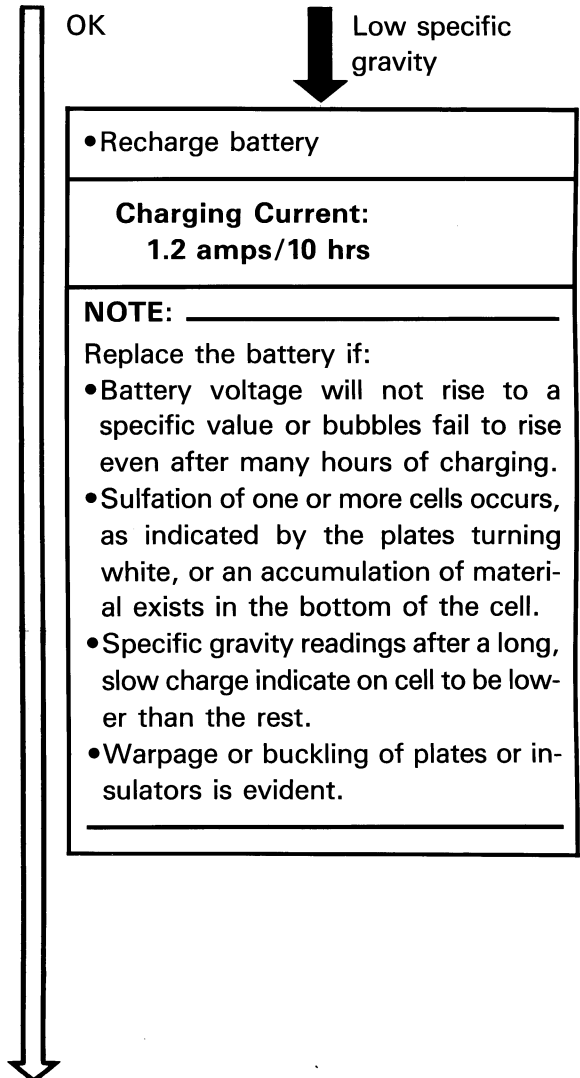 OK
Low specific
gravity
•Recharge battery
Charging Current:
1.2 amps/10 hrs
NOTE:
Replace the battery if:
•Battery voltage will not rise to a
specific value or bubbles fail to rise
even after many hours of charging.
•Sulfation of one or more cells occurs,
as indicated by the plates turning
white, or an accumulation of materi-
al exists in the bottom of the cell.
•Specific gravity readings after a long,
slow charge indicate on cell to be low-
er than the rest.
•Warpage or buckling of plates or in-
sulators is evident.